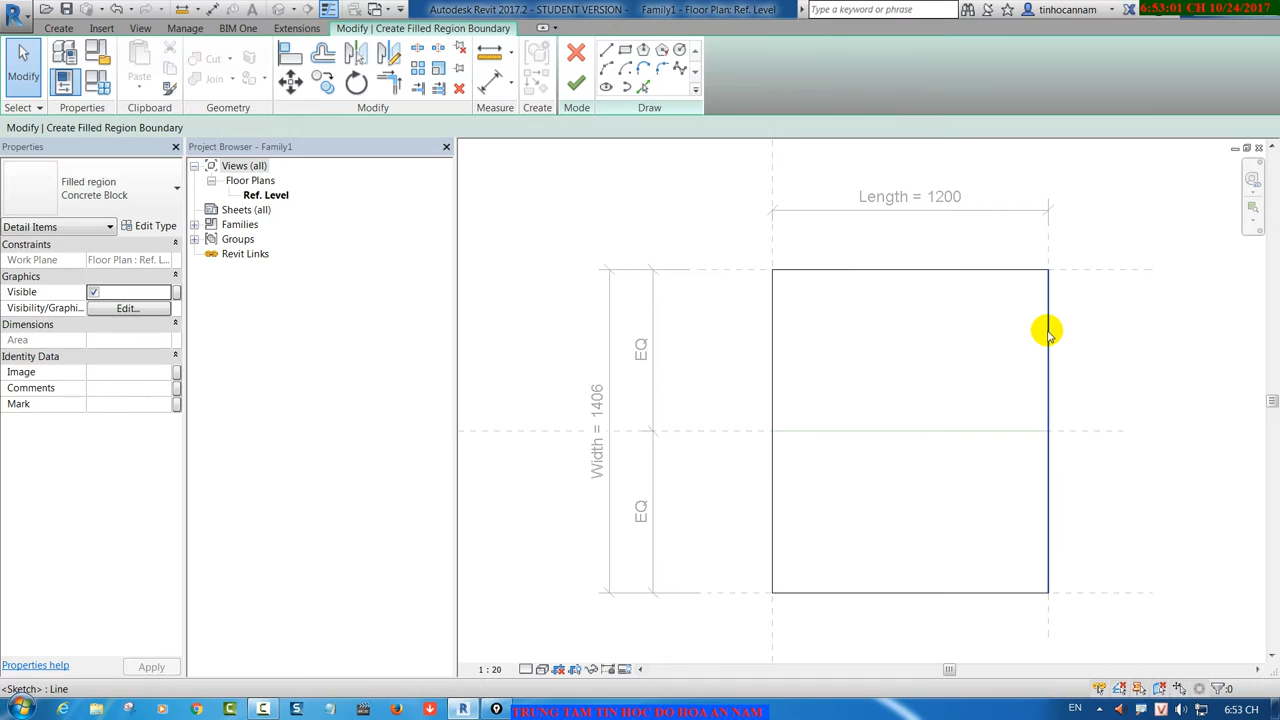 Autodesk Revit 2017.2 - STUDENT VERSION - Family1 - Floor Plan: Ref. Level
Type a keyword or phrase
tinhocannam
6:53:01 CH 10/24/2017
Create
Insert
View
Manage
BIM One
Extensions
Modify | Create Filled Region Boundary
Modify
Paste
Cut
Join
Select
Properties
Clipboard
Geometry
Modify
Measure
Create
Mode
Draw
Modify | Create Filled Region Boundary
Properties
Project Browser - Family1
Filled region
Concrete Block
Detail Items
Edit Type
Constraints
Work Plane
Floor Plan : Ref. L...
Graphics
Visible
Visibility/Graphi...
Edit...
Dimensions
Area
Identity Data
Image
Comments
Mark
Views (all)
Floor Plans
Ref. Level
Sheets (all)
Families
Groups
Revit Links
Length = 1200
EQ
Width = 1406
EQ
Properties help
Apply
1 : 20
<Sketch> : Line
:0
TRUNG TAM TIN HOC DO HOA AN NAM
EN
6:53 CH